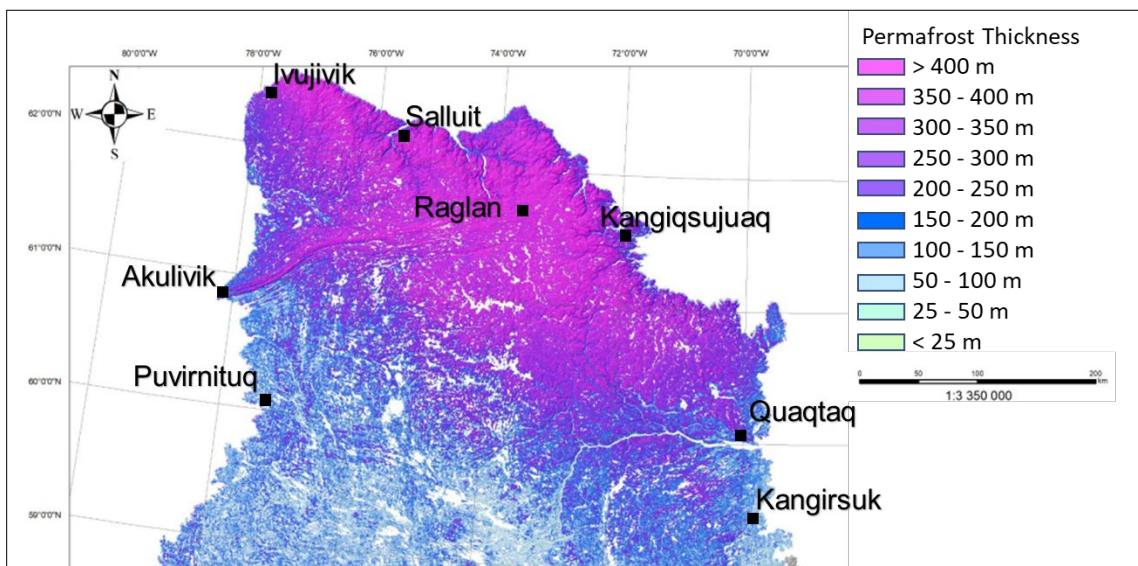 80°0'0"W
78°0'0"W
76°0'0"W
74°0'0"W
72°0'0"W
70°0'0"W
N
W
E
S
62°0'0"N
61°0'0"N
60°0'0"N
59°0'0"N
Ivujivik
Salluit
Raglan
Kangiqsujuaq
Akulivik
Puvirnituq
Quaqtaq
Kangirsuk
Permafrost Thickness
> 400 m
350 - 400 m
300 - 350 m
250 - 300 m
200 - 250 m
150 - 200 m
100 - 150 m
50 - 100 m
25 - 50 m
< 25 m
0 50 100 200
km
1:3 350 000